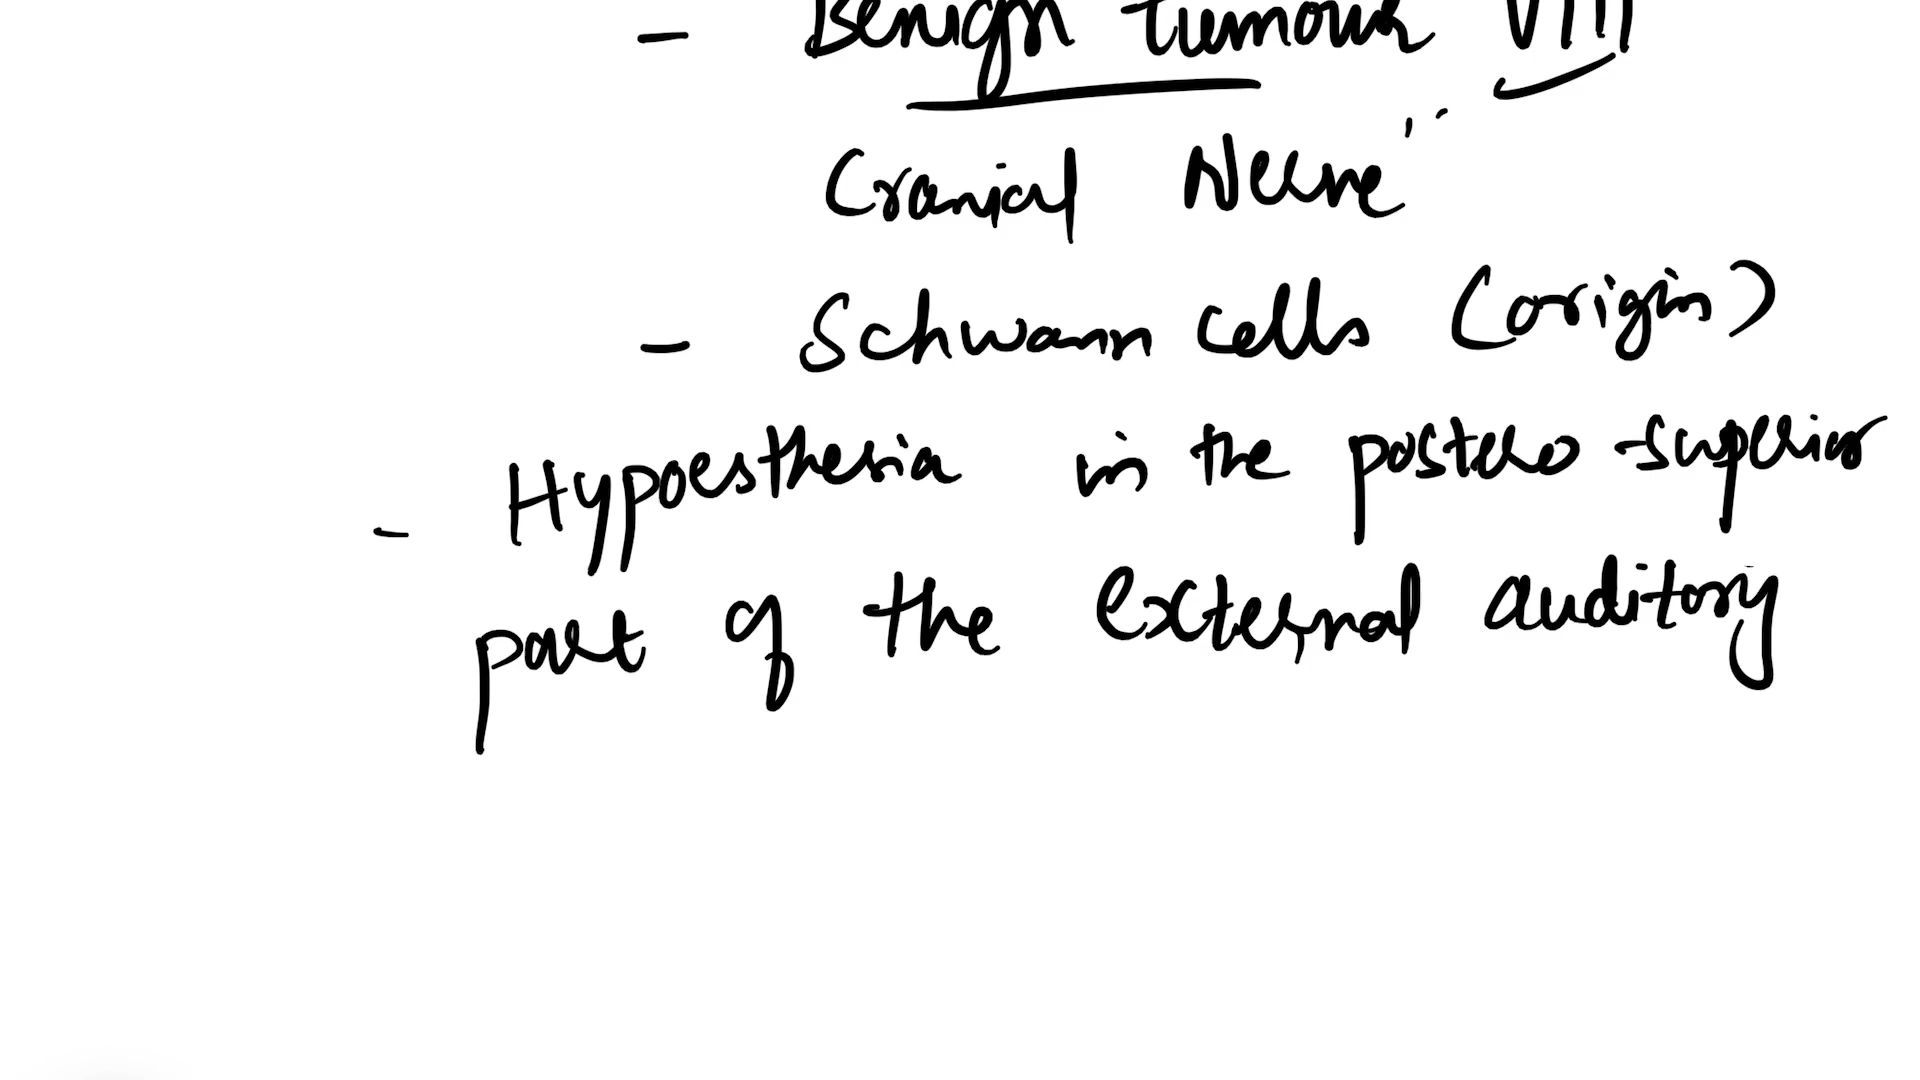 - Benign tumour VIII
Cranial Nerve
- Schwann cells (origin)
- Hypoesthesia in the postero-superior
part of the external auditory